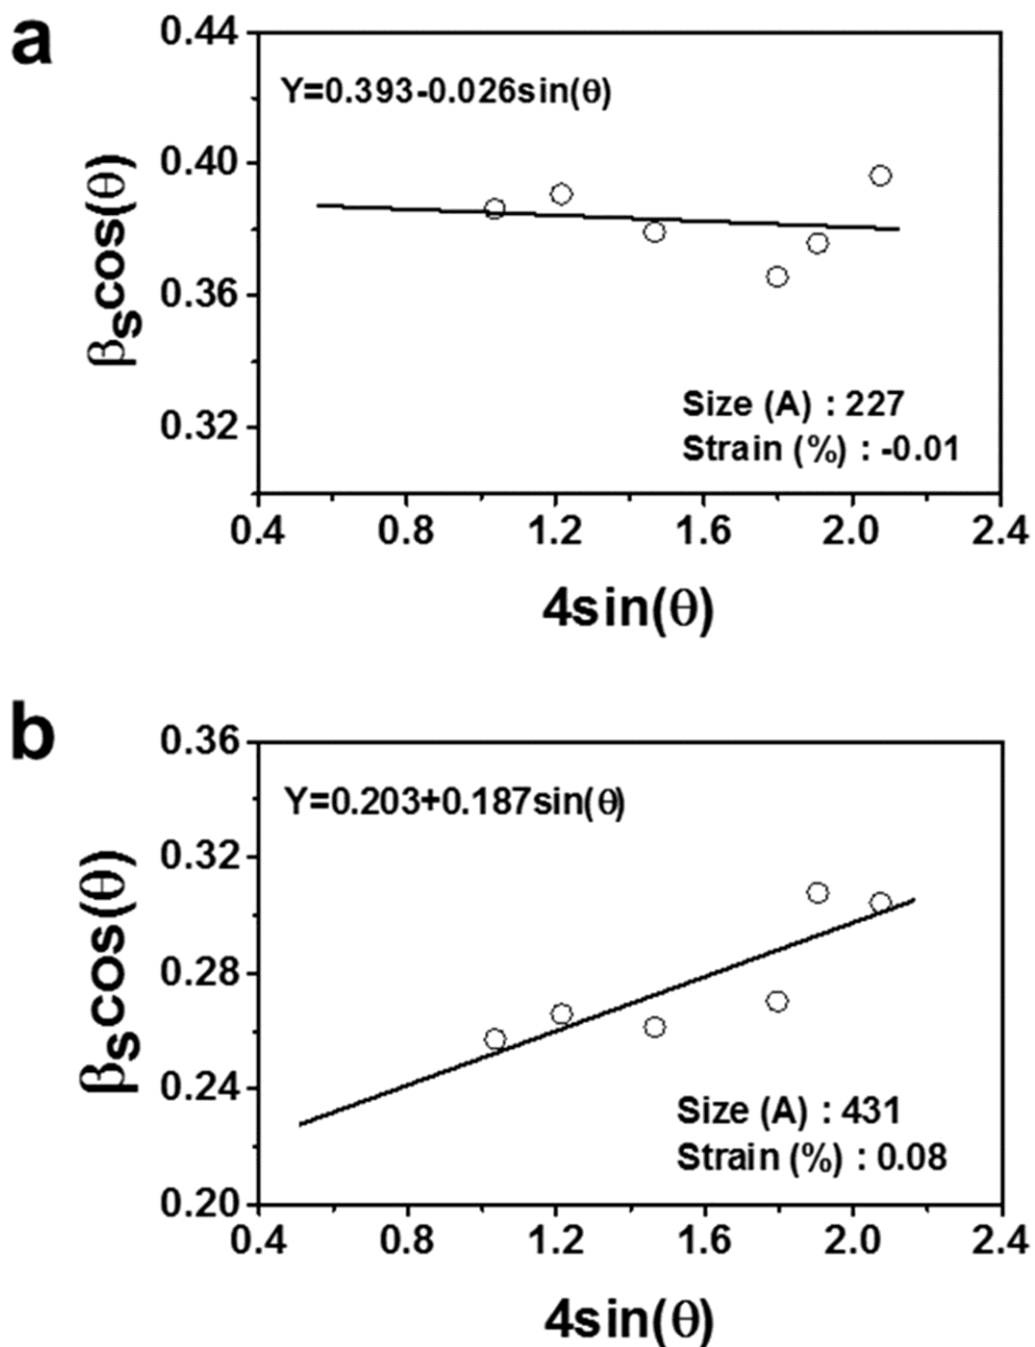 a
0.44
Y=0.393-0.026sin(θ)
0.40
βscos(θ)
0.36
Size (A) : 227
0.32
Strain (%) : -0.01
0.4 0.8 1.2 1.6 2.0 2.4
4sin(θ)
b
0.36
Y=0.203+0.187sin(θ)
0.32
βscos(θ)
0.28
0.24
Size (A) : 431
Strain (%) : 0.08
0.20
0.4 0.8 1.2 1.6 2.0 2.4
4sin(θ)